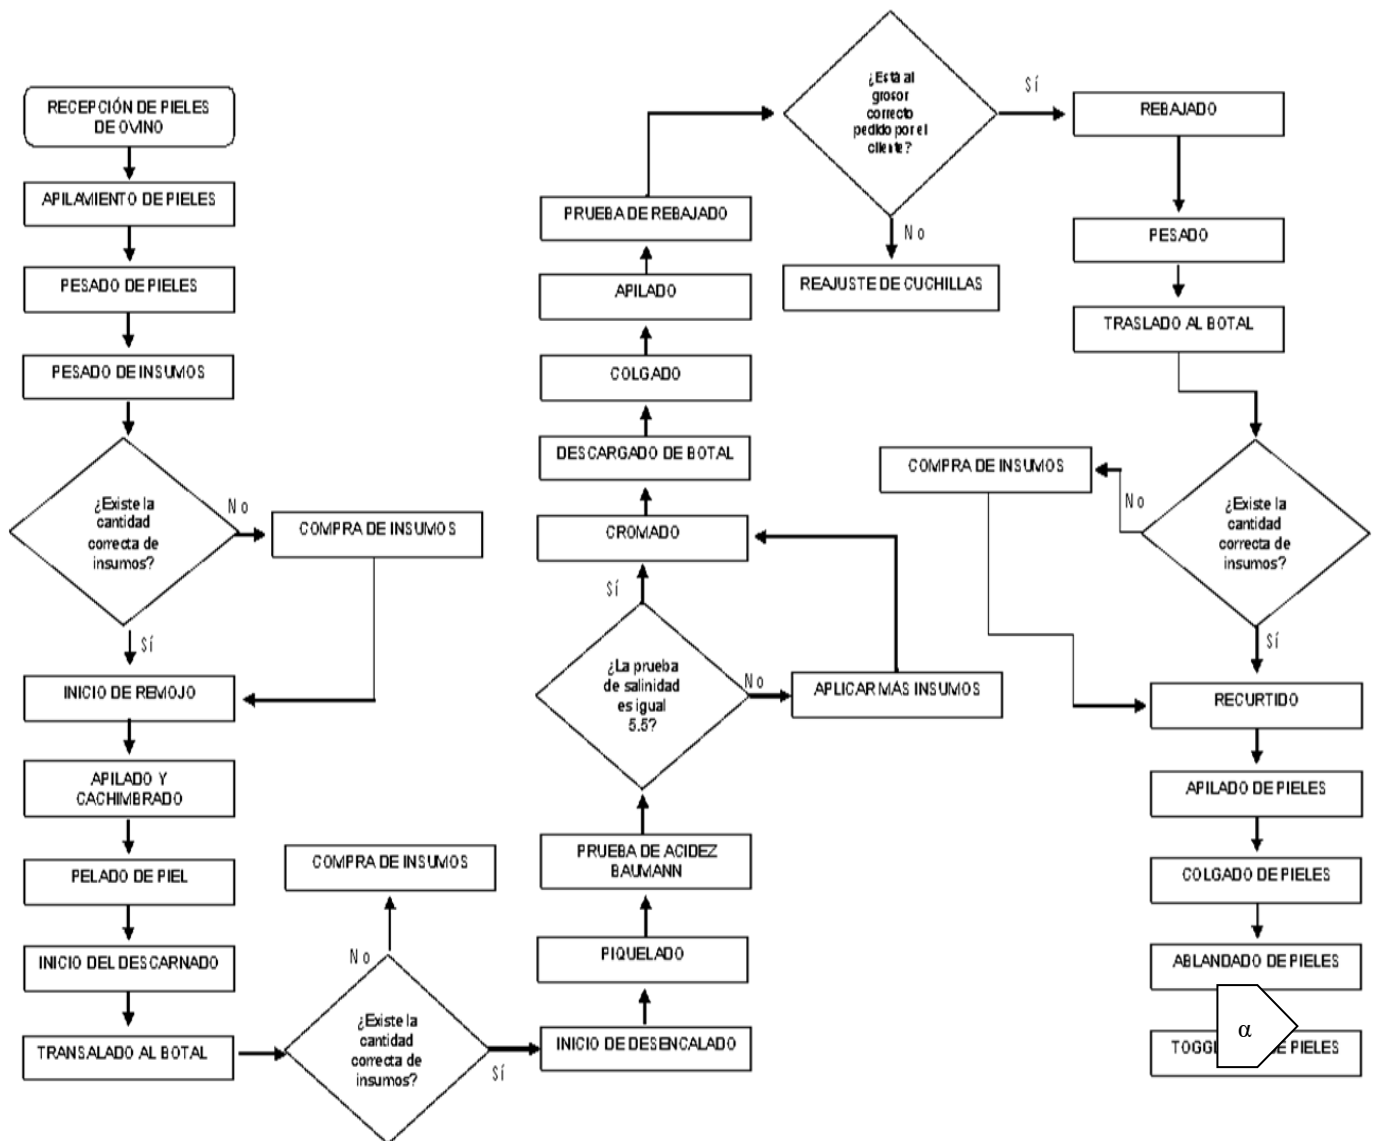 RECEPCIÓN DE PIELES
DE OVINO
APILAMIENTO DE PIELES
PESADO DE PIELES
PESADO DE INSUMOS
¿Existe la
cantidad
correcta de
insumos?
No
COMPRA DE INSUMOS
Sí
INICIO DE REMOJO
APILADO Y
CACHIMBRADO
PELADO DE PIEL
INICIO DEL DESCARNADO
TRANSALADO AL BOTAL
COMPRA DE INSUMOS
No
¿Existe la
cantidad
correcta de
insumos?
Sí
INICIO DE DESENCALADO
PIQUELADO
PRUEBA DE ACIDEZ
BAUMANN
¿La prueba
de salinidad
es igual
5.5?
No
APLICAR MÁS INSUMOS
Sí
CROMADO
DESCARGADO DE BOTAL
COLGADO
APILADO
PRUEBA DE REBAJADO
¿Está al
grosor
correcto
pedido por el
cliente?
No
REAJUSTE DE CUCHILLAS
Sí
REBAJADO
PESADO
TRASLADO AL BOTAL
¿Existe la
cantidad
correcta de
insumos?
No
COMPRA DE INSUMOS
Sí
RECURTIDO
APILADO DE PIELES
COLGADO DE PIELES
ABLANDADO DE PIELES
α
DE PIELES